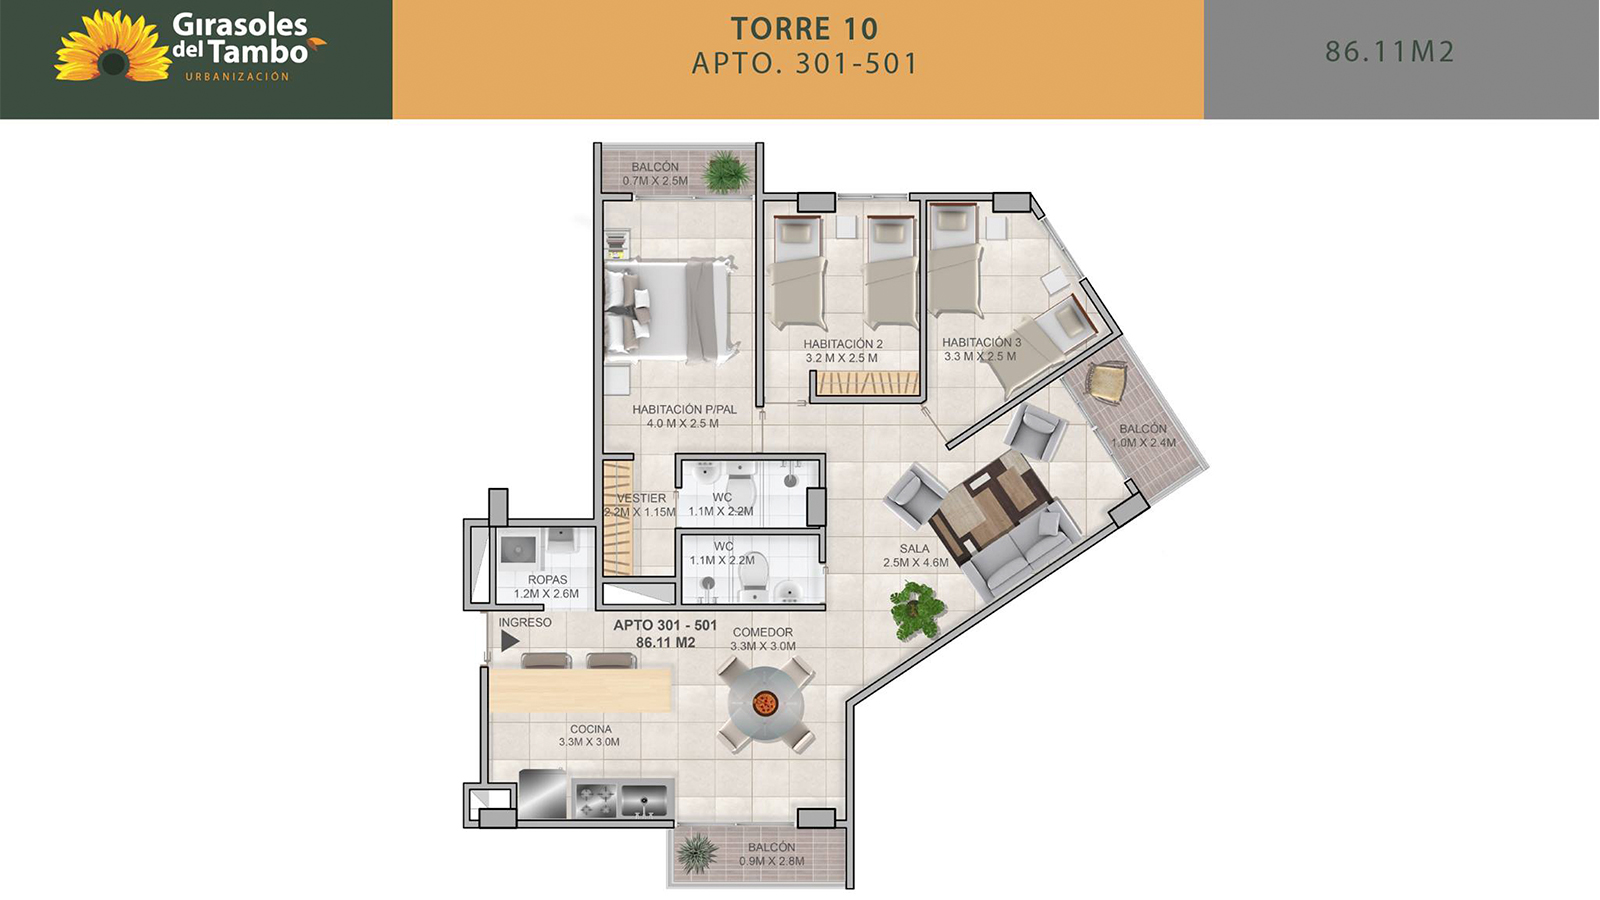 Girasoles
del Tambo
URBANIZACIÓN
TORRE 10
APTO. 301-501
86.11M2
BALCÓN
0.7M X 2.5M
HABITACIÓN 2
3.2 M X 2.5 M
HABITACIÓN 3
3.3 M X 2.5 M
HABITACIÓN P/PAL
4.0 M X 2.5 M
BALCÓN
1.0M X 2.4M
VESTIER
2.2M X 1.15M
WC
1.1M X 2.2M
WC
1.1M X 2.2M
SALA
2.5M X 4.6M
ROPAS
1.2M X 2.6M
INGRESO
APTO 301 - 501
86.11 M2
COMEDOR
3.3M X 3.0M
COCINA
3.3M X 3.0M
BALCÓN
0.9M X 2.8M